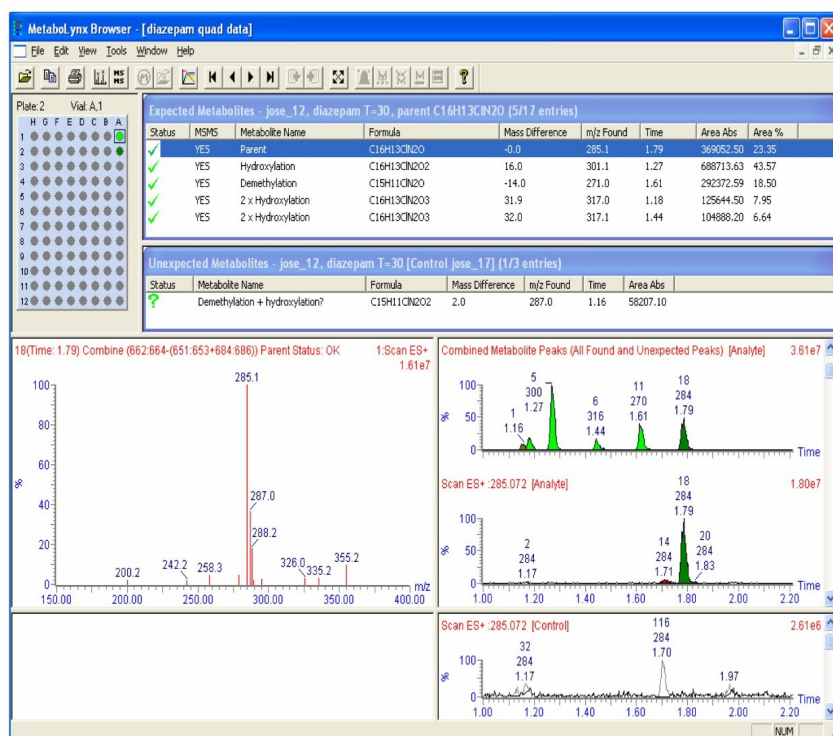 MetaboLynx Browser - [diazepam quad data]
File Edit View Tools Window Help
MS MS
Plate:2 Vial: A,1
H G F E D C B A
1
2
3
4
5
6
7
8
9
10
11
12
Expected Metabolites - jose_12, diazepam T=30, parent C16H13ClN2O (5/17 entries)
Status MSMS Metabolite Name Formula Mass Difference m/z Found Time Area Abs Area %
YES Parent C16H13ClN2O -0.0 285.1 1.79 369052.50 23.35
YES Hydroxylation C16H13ClN2O2 16.0 301.1 1.27 688713.63 43.57
YES Demethylation C15H11ClN2O -14.0 271.0 1.61 292372.59 18.50
YES 2 x Hydroxylation C16H13ClN2O3 31.9 317.0 1.18 125644.50 7.95
YES 2 x Hydroxylation C16H13ClN2O3 32.0 317.1 1.44 104888.20 6.64
Unexpected Metabolites - jose_12, diazepam T=30 [Control jose_17] (1/3 entries)
Status Metabolite Name Formula Mass Difference m/z Found Time Area Abs
? Demethylation + hydroxylation? C15H11ClN2O2 2.0 287.0 1.16 58207.10
18(Time: 1.79) Combine (662:664-(651:653+684:686)) Parent Status: OK 1:Scan ES+
1.61e7
285.1
100
80
60
%
40
287.0
20
288.2
200.2 242.2 258.3 326.0 335.2 355.2
0
m/z
150.00 200.00 250.00 300.00 350.00 400.00
Combined Metabolite Peaks (All Found and Unexpected Peaks) [Analyte] 3.61e7
100
50
0
%
1
1.16
5
300
1.27
6
316
1.44
11
270
1.61
18
284
1.79
Time
Scan ES+ :285.072 [Analyte] 1.80e7
100
50
0
%
2
284
1.17
14
284
1.71
18
284
1.79
20
284
1.83
Time
1.00 1.20 1.40 1.60 1.80 2.00 2.20
Scan ES+ :285.072 [Control] 2.61e6
100
50
0
%
32
284
1.17
116
284
1.70
1.97
Time
1.00 1.20 1.40 1.60 1.80 2.00 2.20
NUM